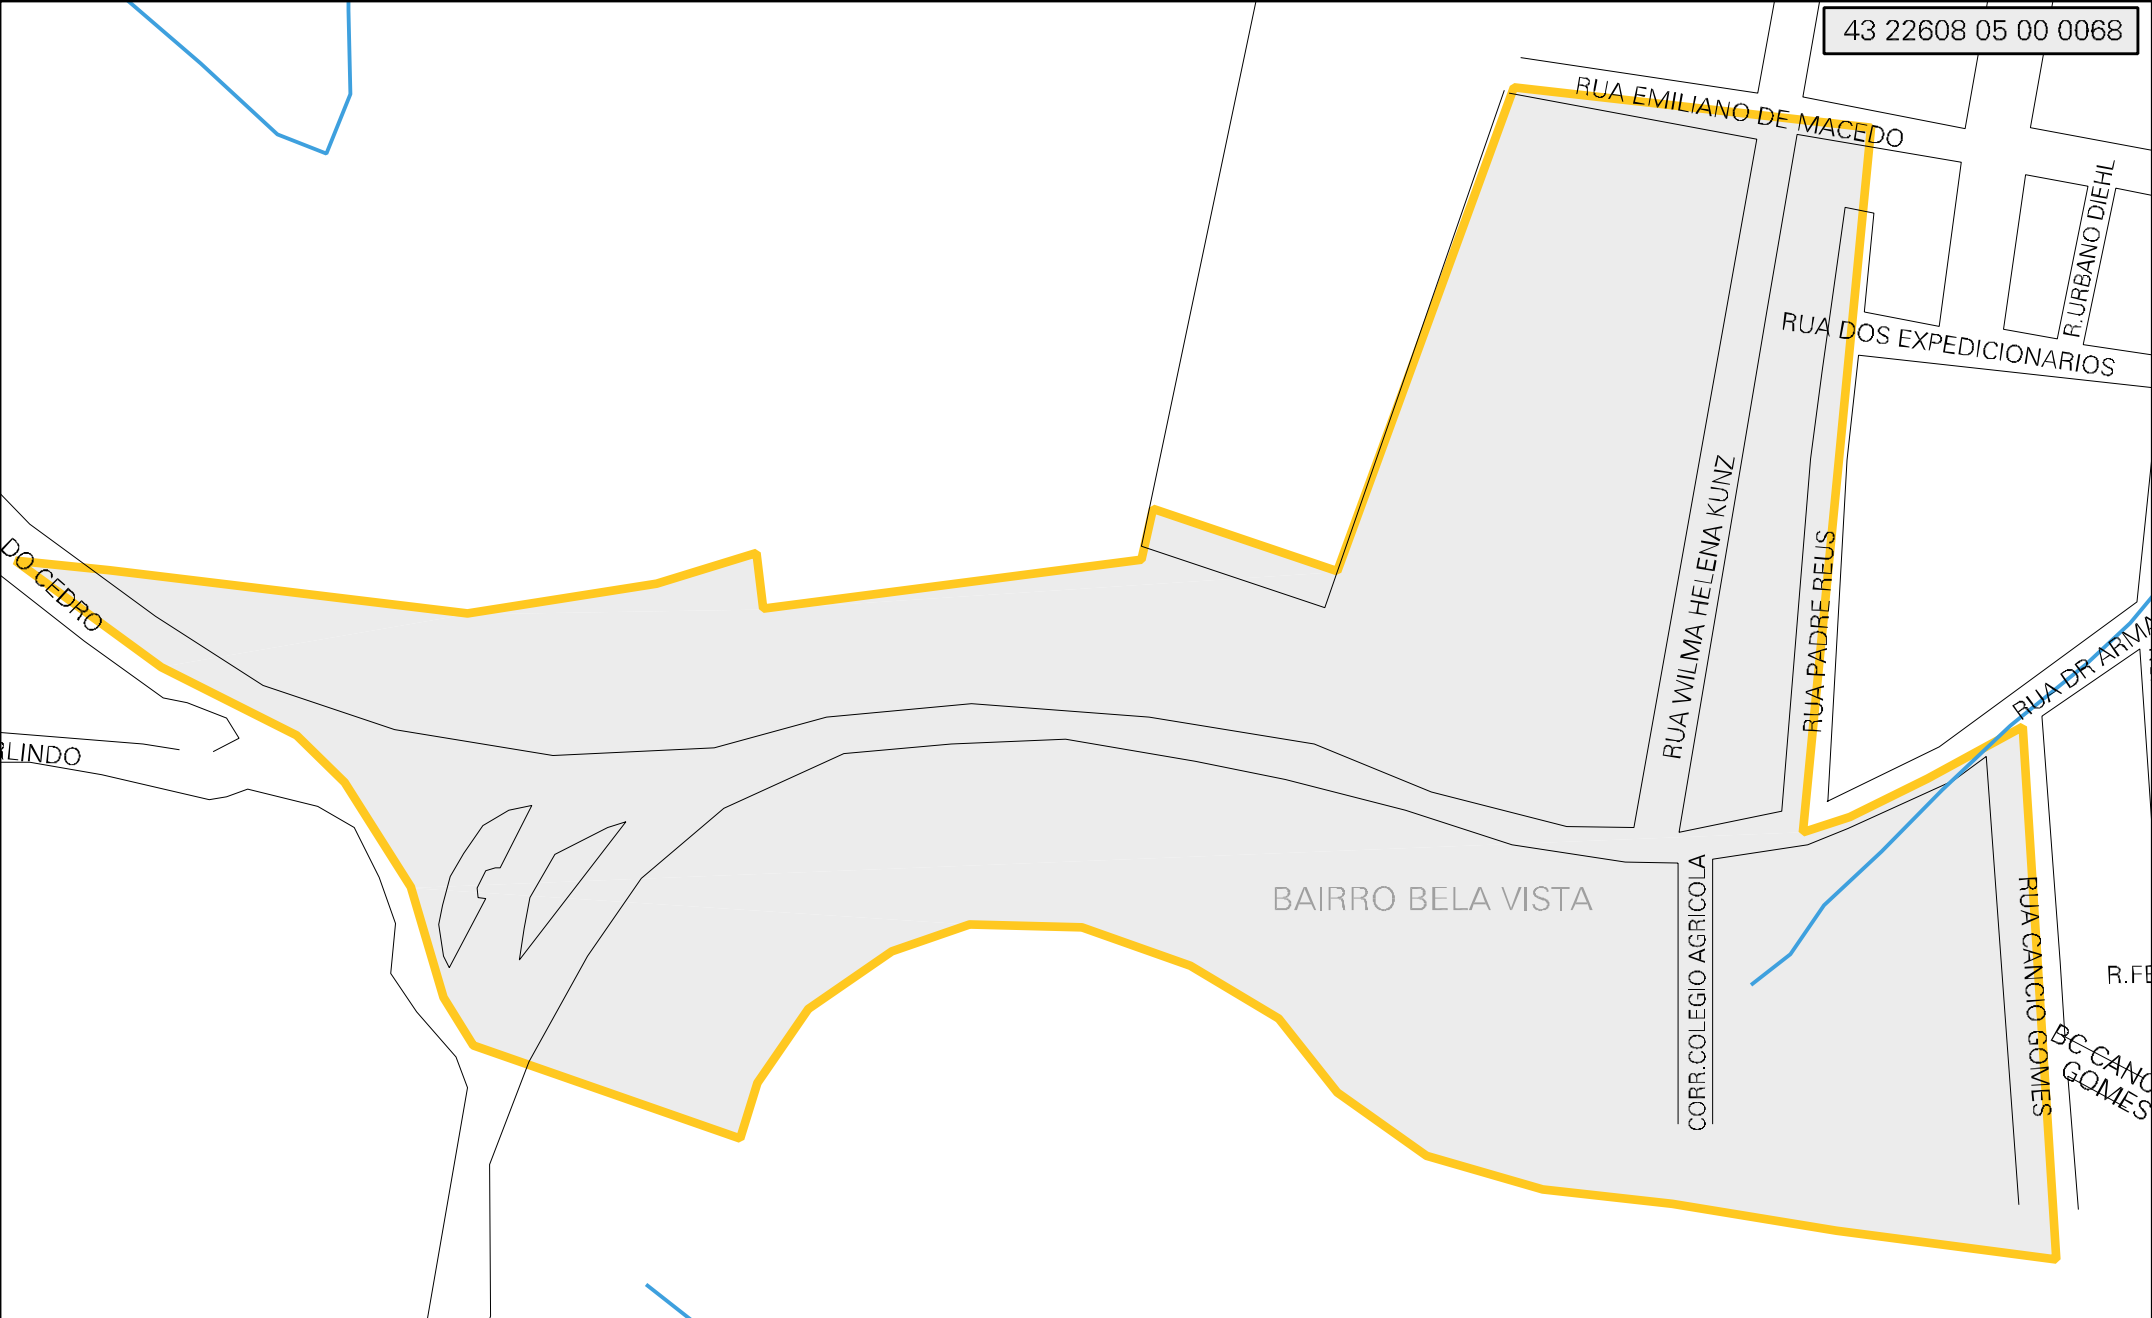 43 22608 05 00 0068
RUA EMILIANO DE MACEDO
R.URBANO DIEHL
RUA DOS EXPEDICIONARIOS
RUA WILMA HELENA KUNZ
RUA PADRE REUS
DO CEDRO
RUA DR ARMA
RLINDO
BAIRRO BELA VISTA
CORR.COLEGIO AGRICOLA
RUA CANCIO GOMES
R.FE
BC CANC
GOMES